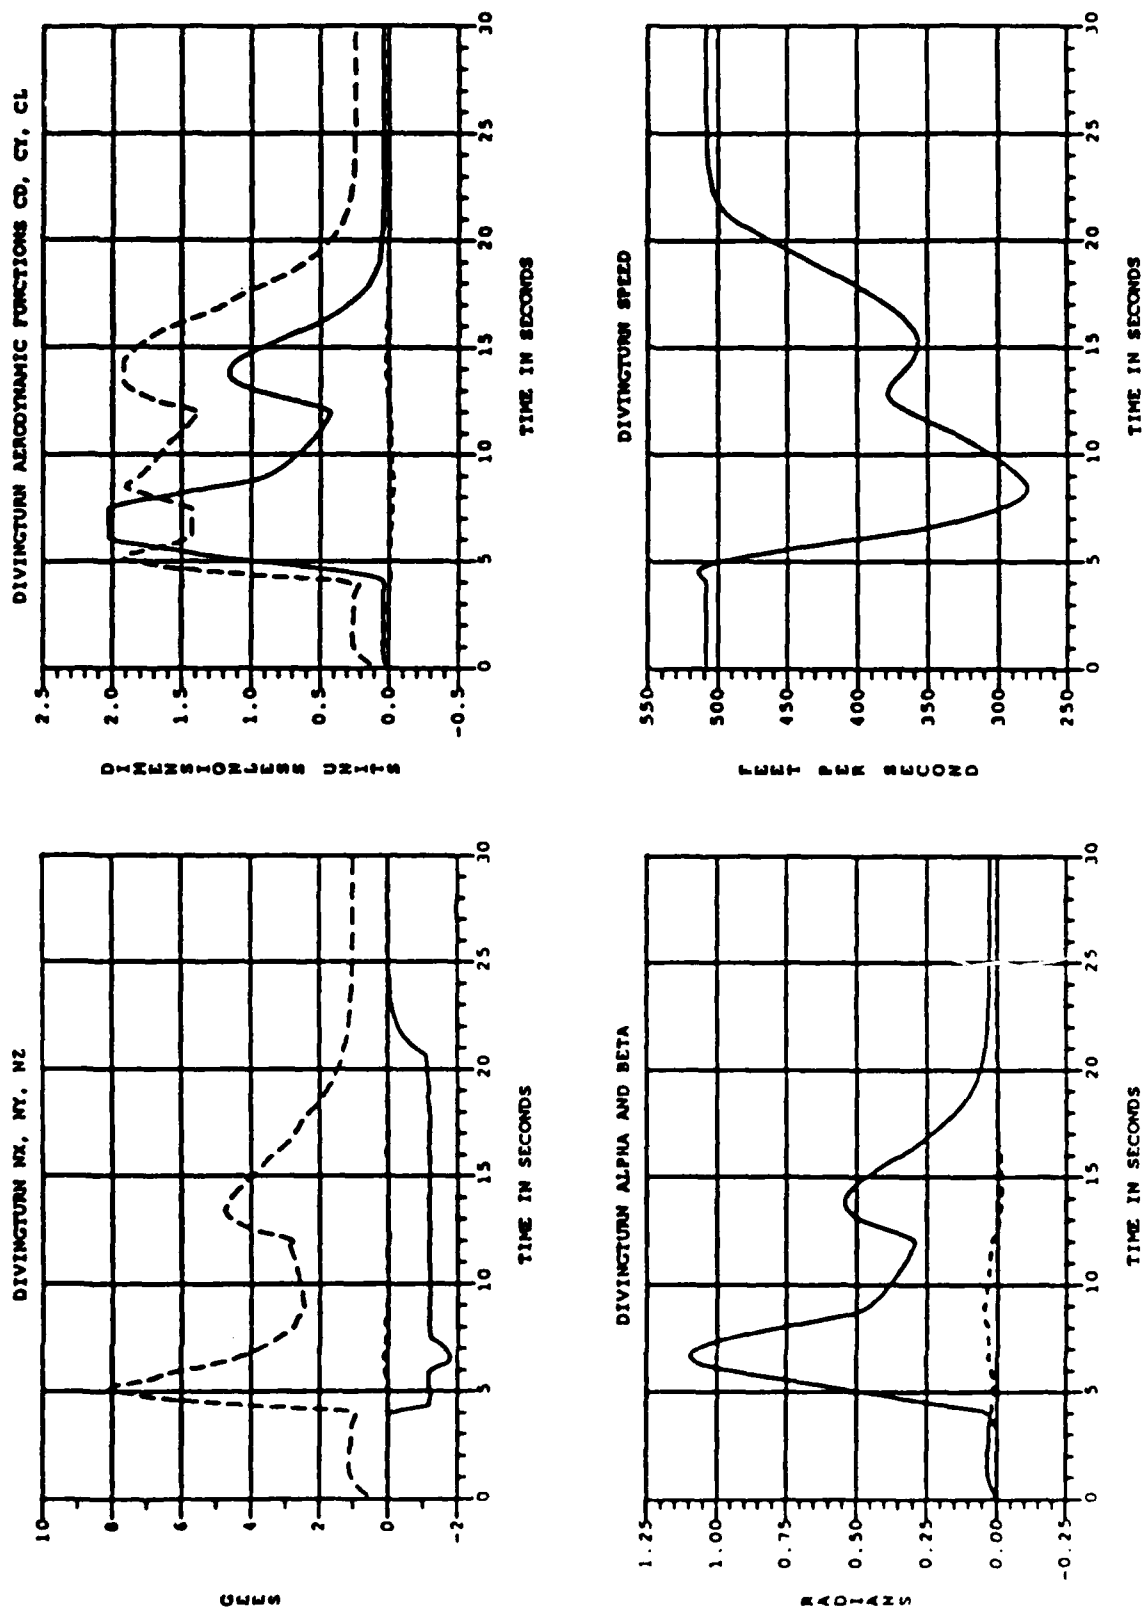 DIVINGTURN NX, NY, NZ
GEES
10
8
6
4
2
0
-2
0 5 10 15 20 25 30
TIME IN SECONDS
DIVINGTURN AERODYNAMIC FUNCTIONS CD, CY, CL
DIMENSIONLESS UNITS
2.5
2.0
1.5
1.0
0.5
0.0
-0.5
0 5 10 15 20 25 30
TIME IN SECONDS
DIVINGTURN ALPHA AND BETA
RADIANS
1.25
1.00
0.75
0.50
0.25
0.00
-0.25
0 5 10 15 20 25 30
TIME IN SECONDS
DIVINGTURN SPEED
FEET PER SECOND
550
500
450
400
350
300
250
0 5 10 15 20 25 30
TIME IN SECONDS